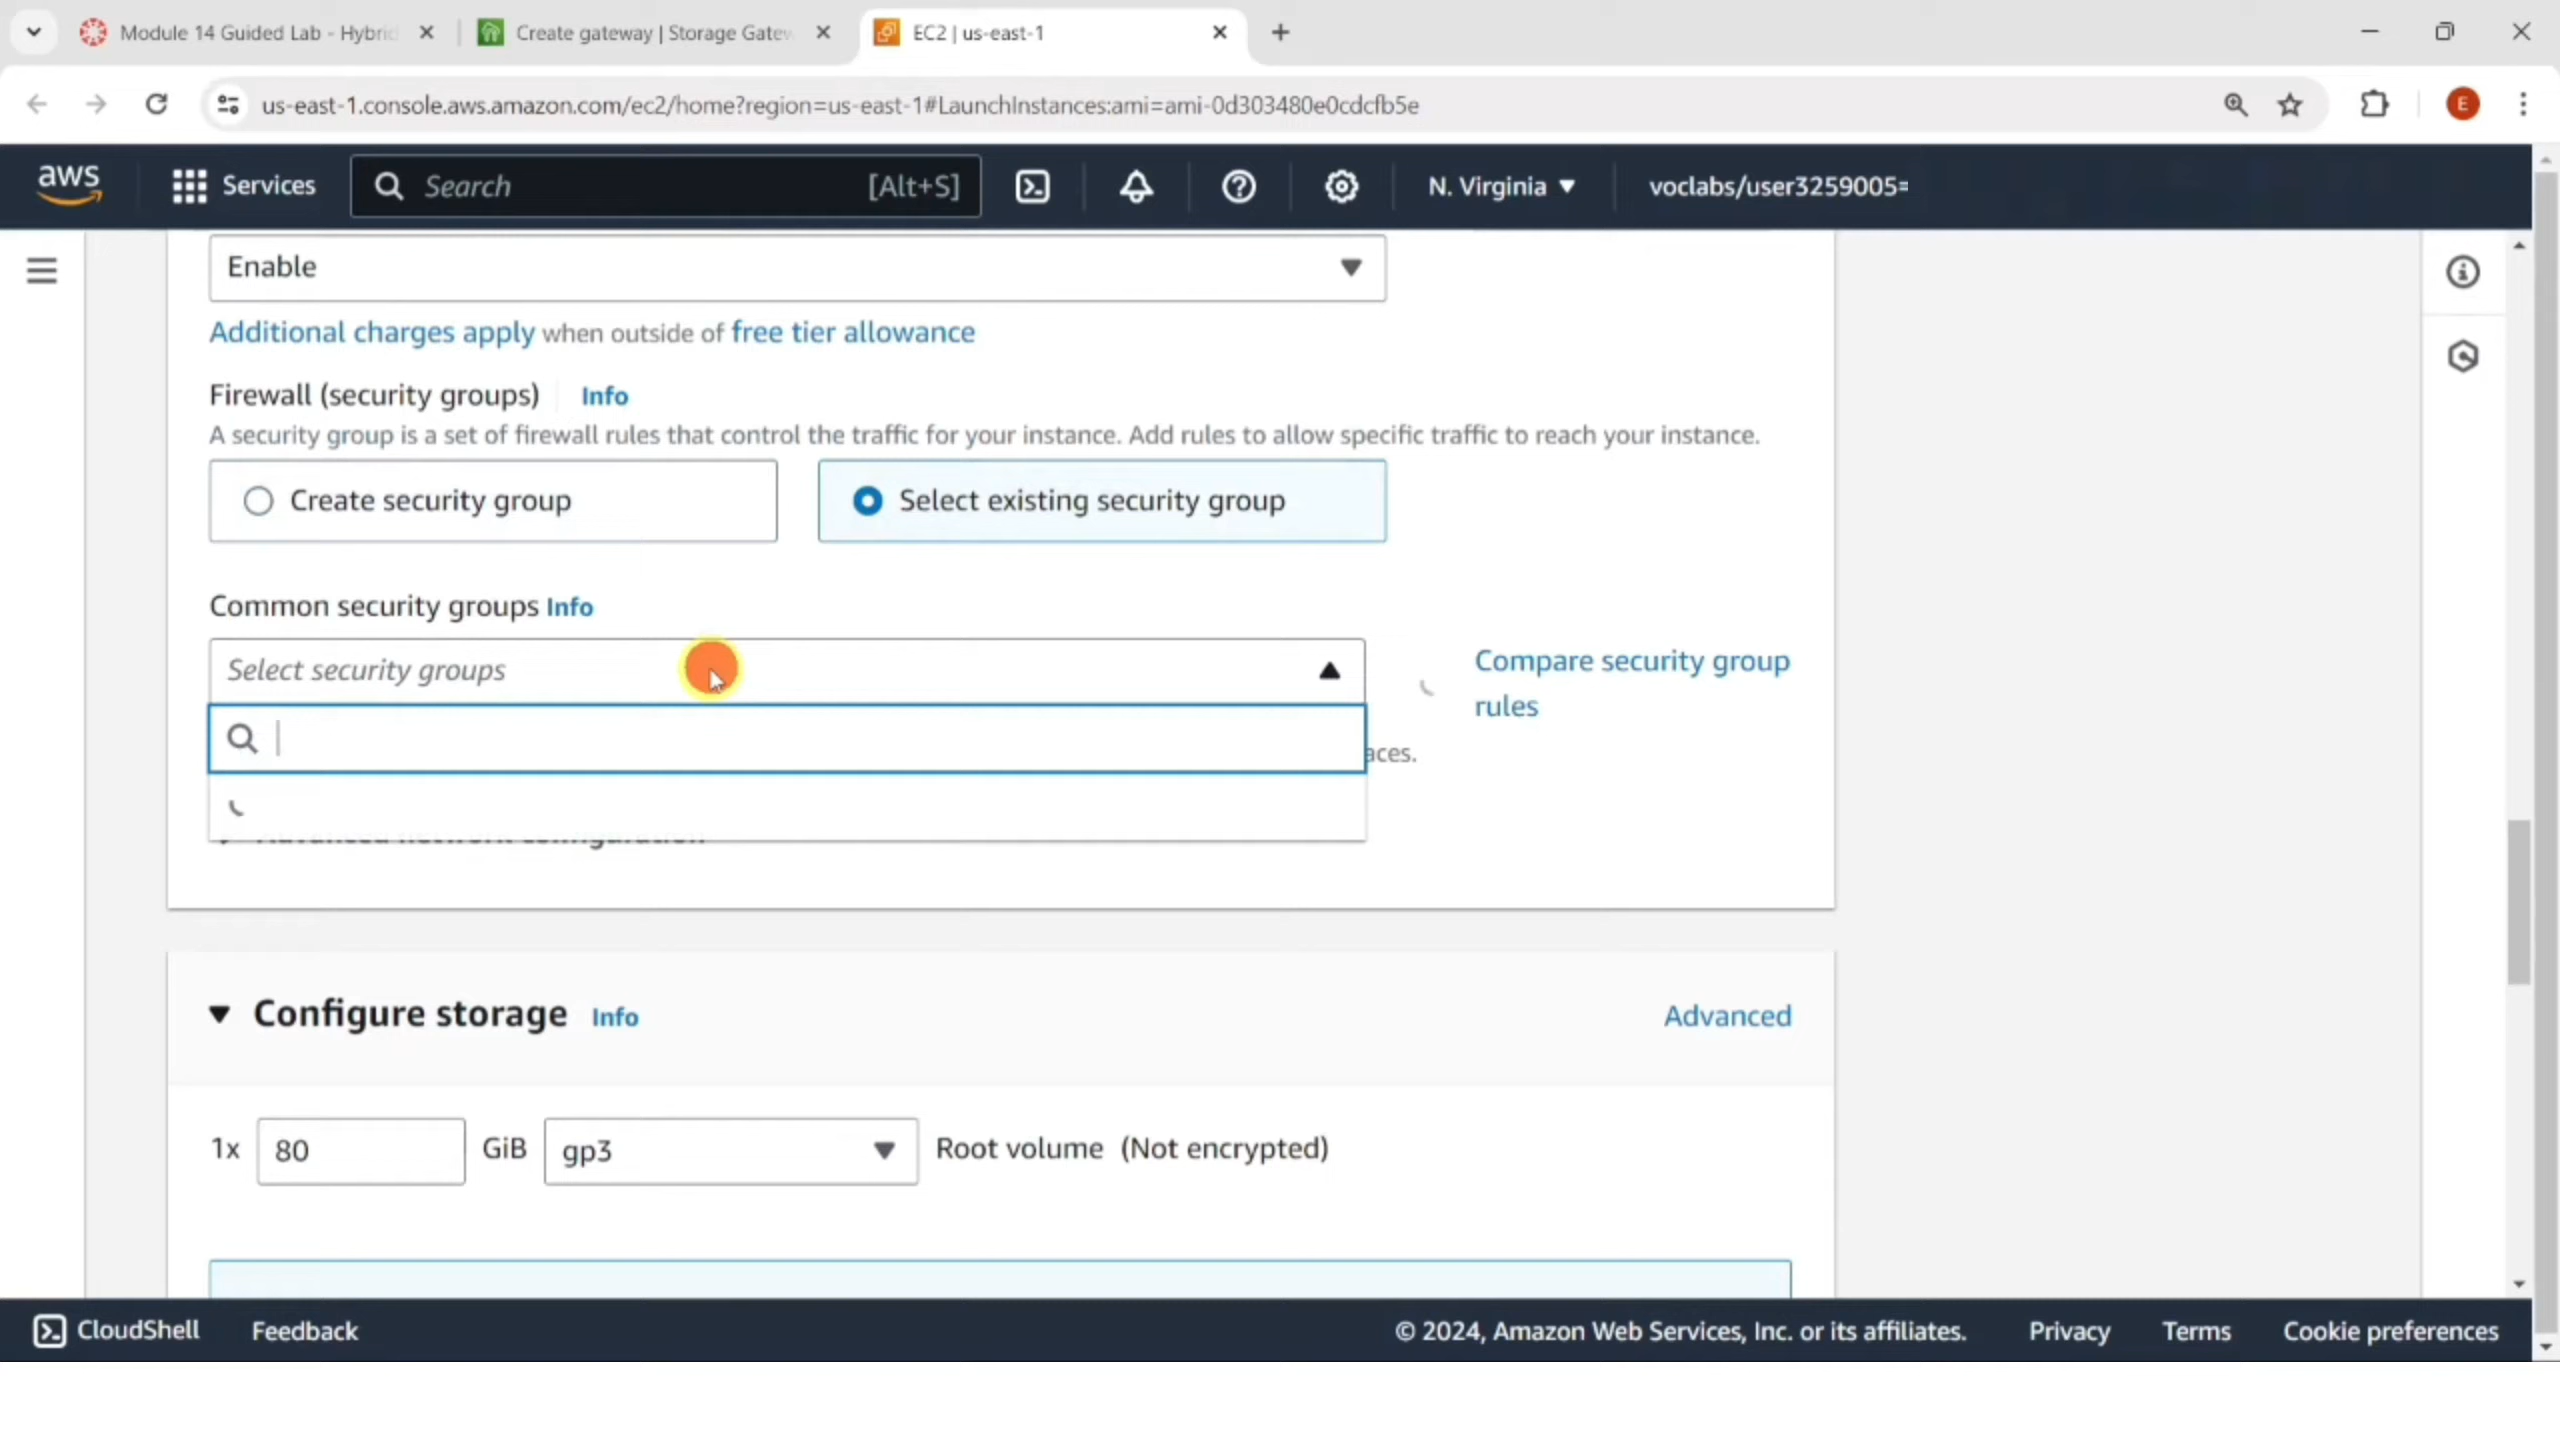 Module 14 Guided Lab - Hybrid
Create gateway | Storage Gatew
EC2 | us-east-1
us-east-1.console.aws.amazon.com/ec2/home?region=us-east-1#LaunchInstances:ami=ami-0d303480e0cdcfb5e
E
aws
Services
Search
[Alt+S]
N. Virginia
voclabs/user3259005=
Enable
Additional charges apply when outside of free tier allowance
Firewall (security groups) Info
A security group is a set of firewall rules that control the traffic for your instance. Add rules to allow specific traffic to reach your instance.
Create security group
Select existing security group
Common security groups Info
Select security groups
Compare security group
rules
aces.
Advanced network configuration
Configure storage Info
Advanced
1x 80 GiB gp3 Root volume (Not encrypted)
CloudShell Feedback © 2024, Amazon Web Services, Inc. or its affiliates. Privacy Terms Cookie preferences